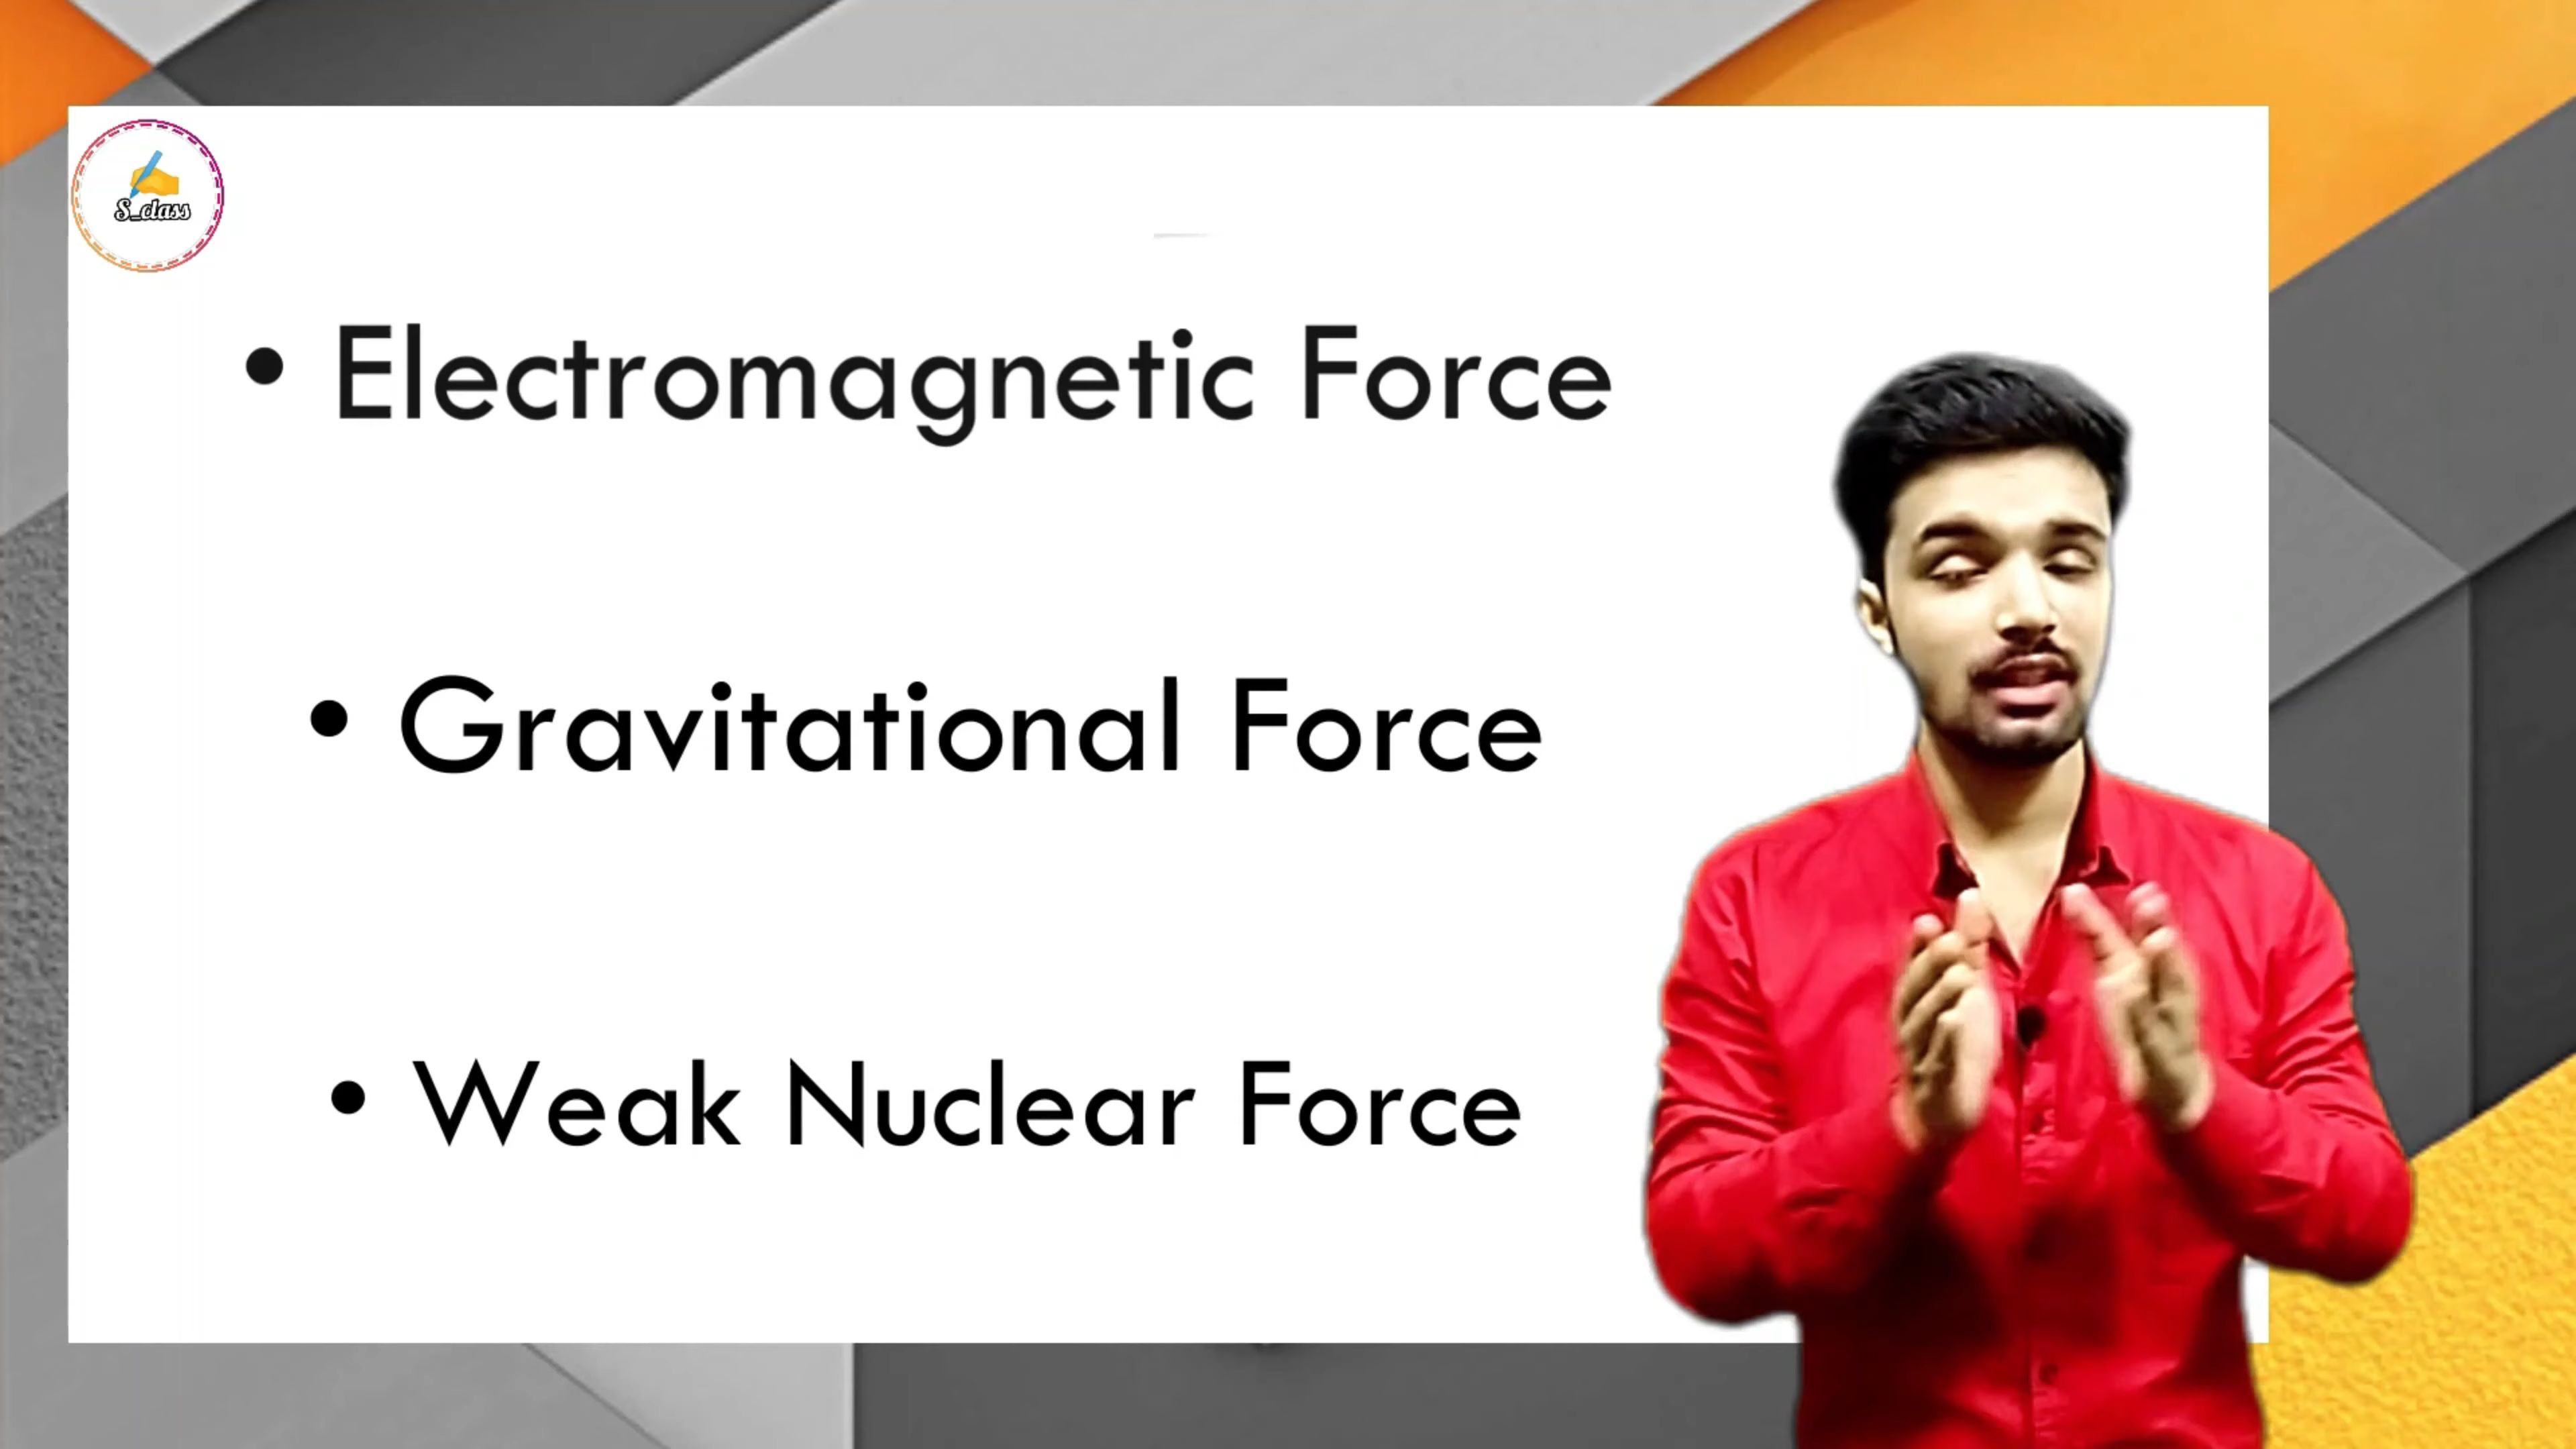 S_class
• Electromagnetic Force
• Gravitational Force
• Weak Nuclear Force